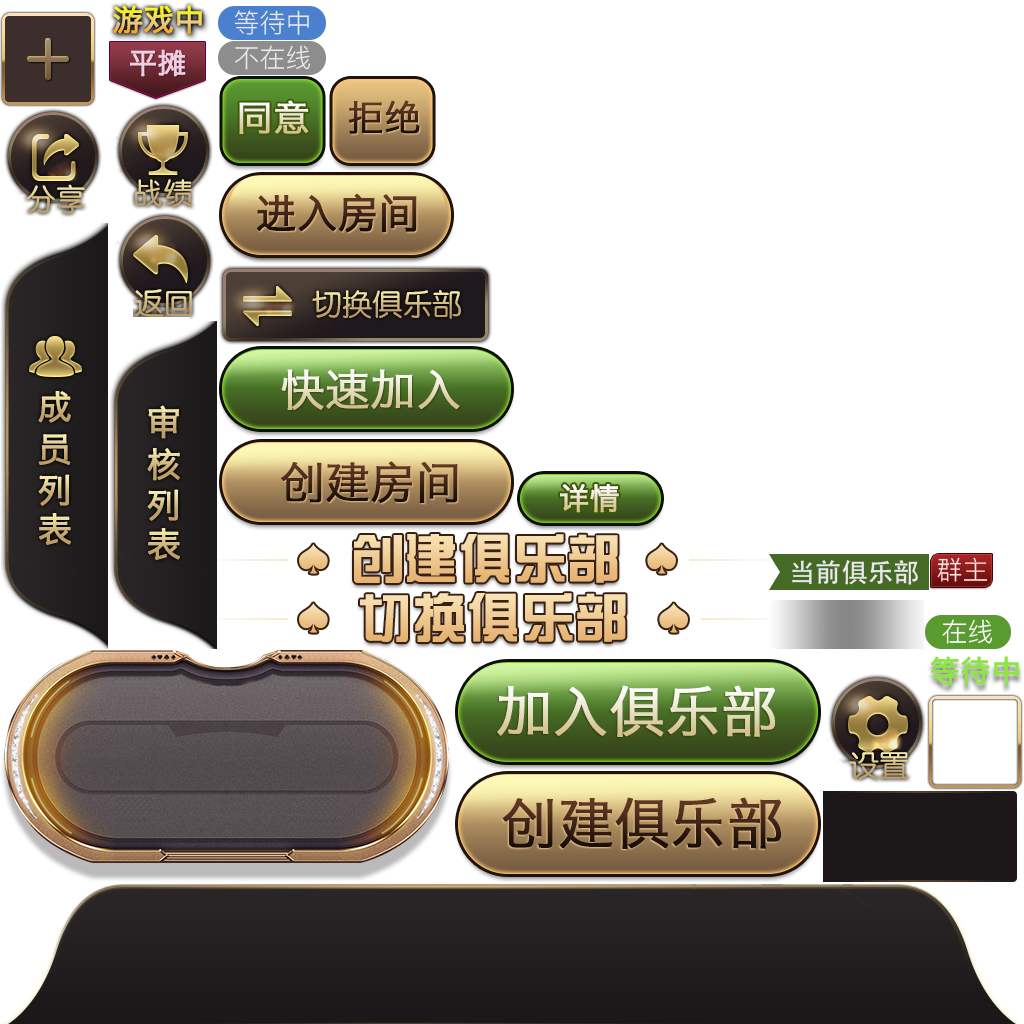 游戏中
等待中
不在线
平摊
同意
拒绝
分享
战绩
进入房间
返回
切换俱乐部
成员列表
审核列表
快速加入
创建房间
详情
创建俱乐部
切换俱乐部
当前俱乐部
群主
在线
等待中
加入俱乐部
设置
创建俱乐部